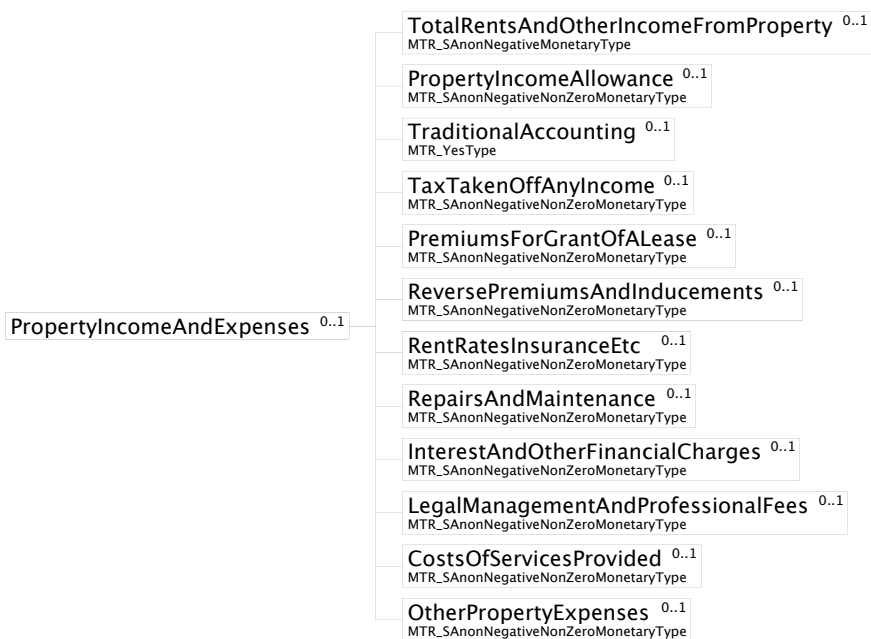 TotalRentsAndOtherIncomeFromProperty 0..1
MTR_SAnonNegativeMonetaryType
PropertyIncomeAllowance 0..1
MTR_SAnonNegativeNonZeroMonetaryType
TraditionalAccounting 0..1
MTR_YesType
TaxTakenOffAnyIncome 0..1
MTR_SAnonNegativeNonZeroMonetaryType
PremiumsForGrantOfALease 0..1
MTR_SAnonNegativeNonZeroMonetaryType
ReversePremiumsAndInducements 0..1
MTR_SAnonNegativeNonZeroMonetaryType
PropertyIncomeAndExpenses 0..1
RentRatesInsuranceEtc 0..1
MTR_SAnonNegativeNonZeroMonetaryType
RepairsAndMaintenance 0..1
MTR_SAnonNegativeNonZeroMonetaryType
InterestAndOtherFinancialCharges 0..1
MTR_SAnonNegativeNonZeroMonetaryType
LegalManagementAndProfessionalFees 0..1
MTR_SAnonNegativeNonZeroMonetaryType
CostsOfServicesProvided 0..1
MTR_SAnonNegativeNonZeroMonetaryType
OtherPropertyExpenses 0..1
MTR_SAnonNegativeNonZeroMonetaryType